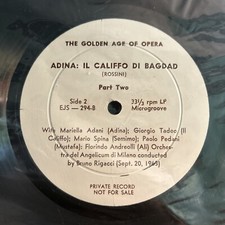 THE GOLDEN AGE OF OPERA
ADINA: IL CALIFFO DI BAGDAD
(ROSSINI)
Part Two
Side 2
EJS — 294-B
33⅓ rpm LP
Microgroove
With Mariella Adani (Adina); Giorgio Tadeo (Il
Califfo); Mario Spina (Semimo); Paolo Pedani
(Mustafa); Florindo Andreolli (Ali) Orches-
tra del Angelicum di Milano conducted
by Bruno Rigacci (Sept. 20, 1963)
PRIVATE RECORD
NOT FOR SALE